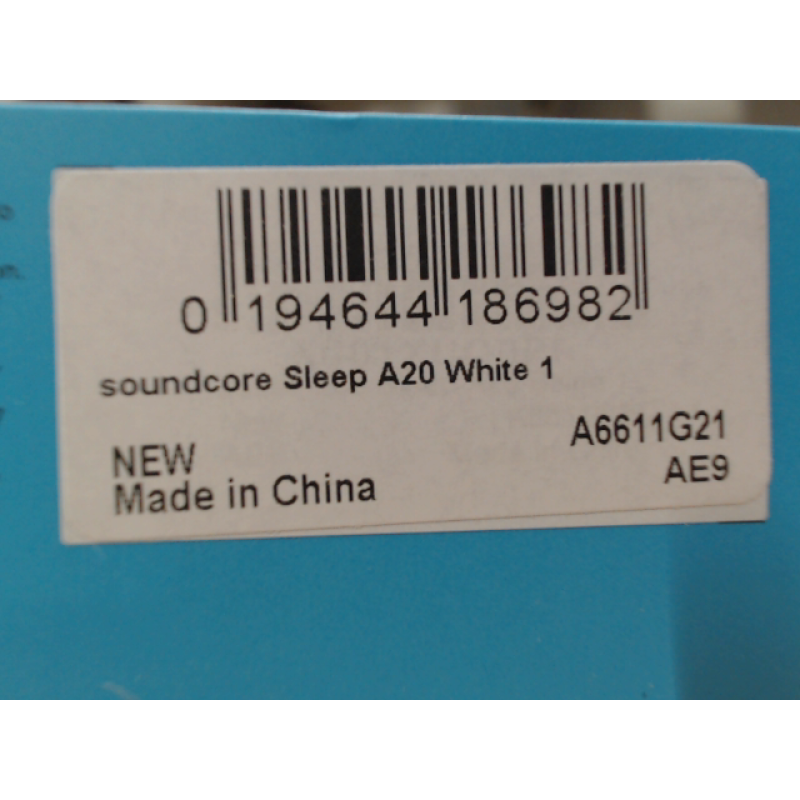 0 194644 186982
soundcore Sleep A20 White 1
A6611G21
NEW
AE9
Made in China